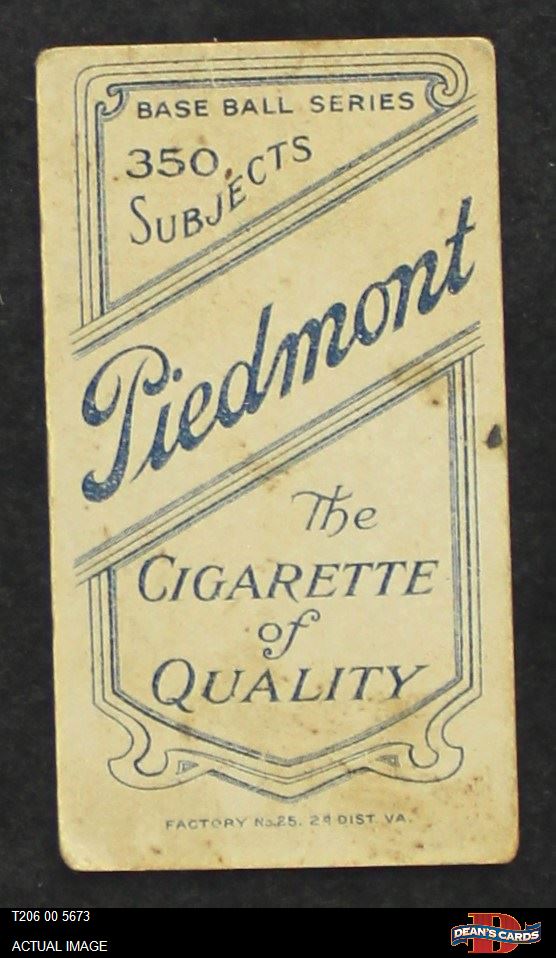 BASE BALL SERIES
350
SUBJECTS
Piedmont
The
CIGARETTE
of
QUALITY
FACTORY No. 25. 2d DIST. VA.
T206 00 5673
ACTUAL IMAGE
D
DEAN'S CARDS